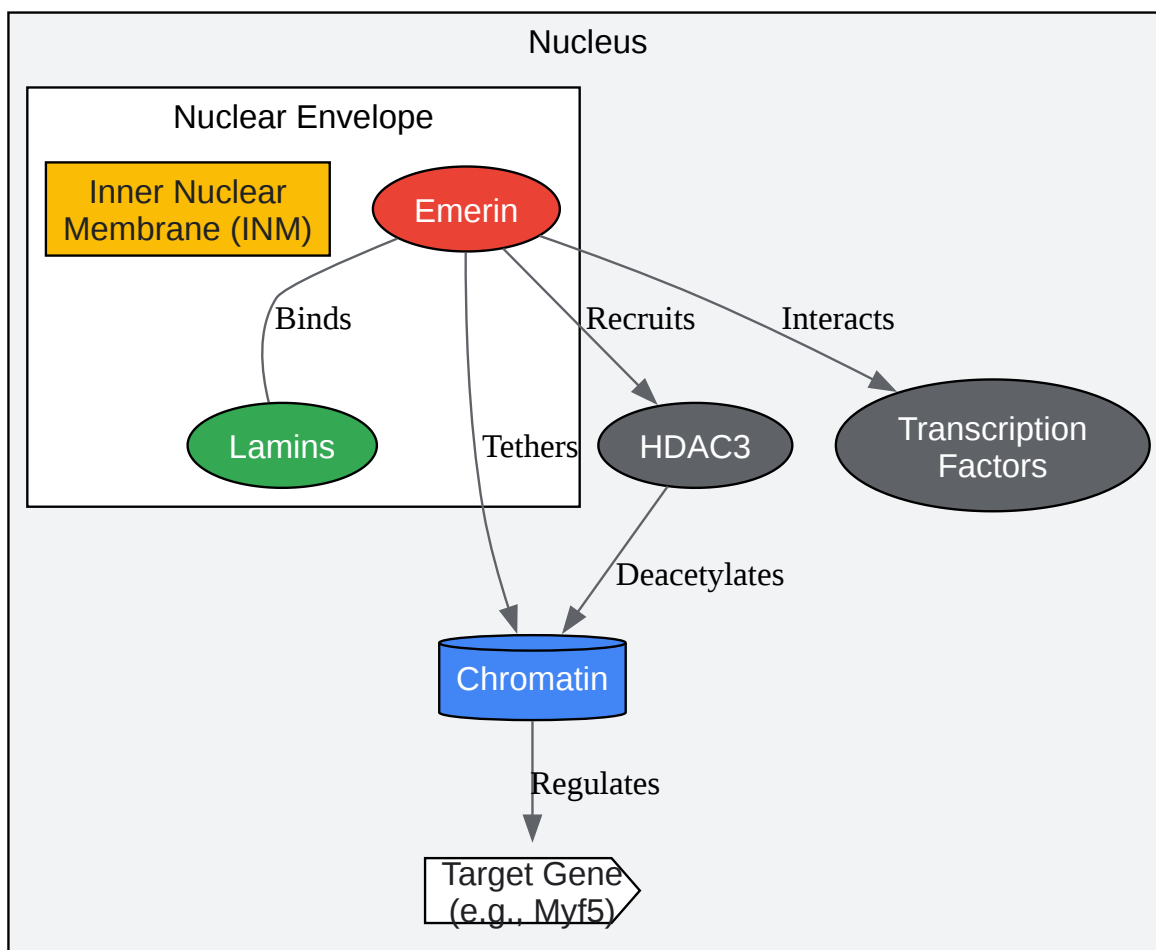 Nucleus
Nuclear Envelope
Inner Nuclear
Membrane (INM)
Emerin
Binds
Recruits
Interacts
Lamins
Tethers
HDAC3
Transcription
Factors
Deacetylates
Chromatin
Regulates
Target Gene
(e.g., Myf5)